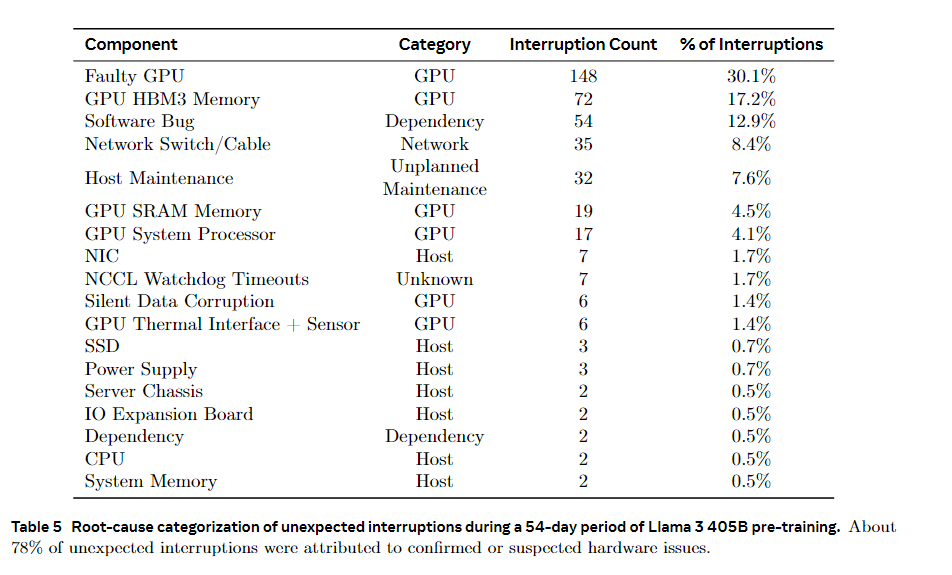 Component Category Interruption Count % of Interruptions
Faulty GPU GPU 148 30.1%
GPU HBM3 Memory GPU 72 17.2%
Software Bug Dependency 54 12.9%
Network Switch/Cable Network 35 8.4%
Host Maintenance Unplanned Maintenance 32 7.6%
GPU SRAM Memory GPU 19 4.5%
GPU System Processor GPU 17 4.1%
NIC Host 7 1.7%
NCCL Watchdog Timeouts Unknown 7 1.7%
Silent Data Corruption GPU 6 1.4%
GPU Thermal Interface + Sensor GPU 6 1.4%
SSD Host 3 0.7%
Power Supply Host 3 0.7%
Server Chassis Host 2 0.5%
IO Expansion Board Host 2 0.5%
Dependency Dependency 2 0.5%
CPU Host 2 0.5%
System Memory Host 2 0.5%
Table 5 Root-cause categorization of unexpected interruptions during a 54-day period of Llama 3 405B pre-training. About
78% of unexpected interruptions were attributed to confirmed or suspected hardware issues.